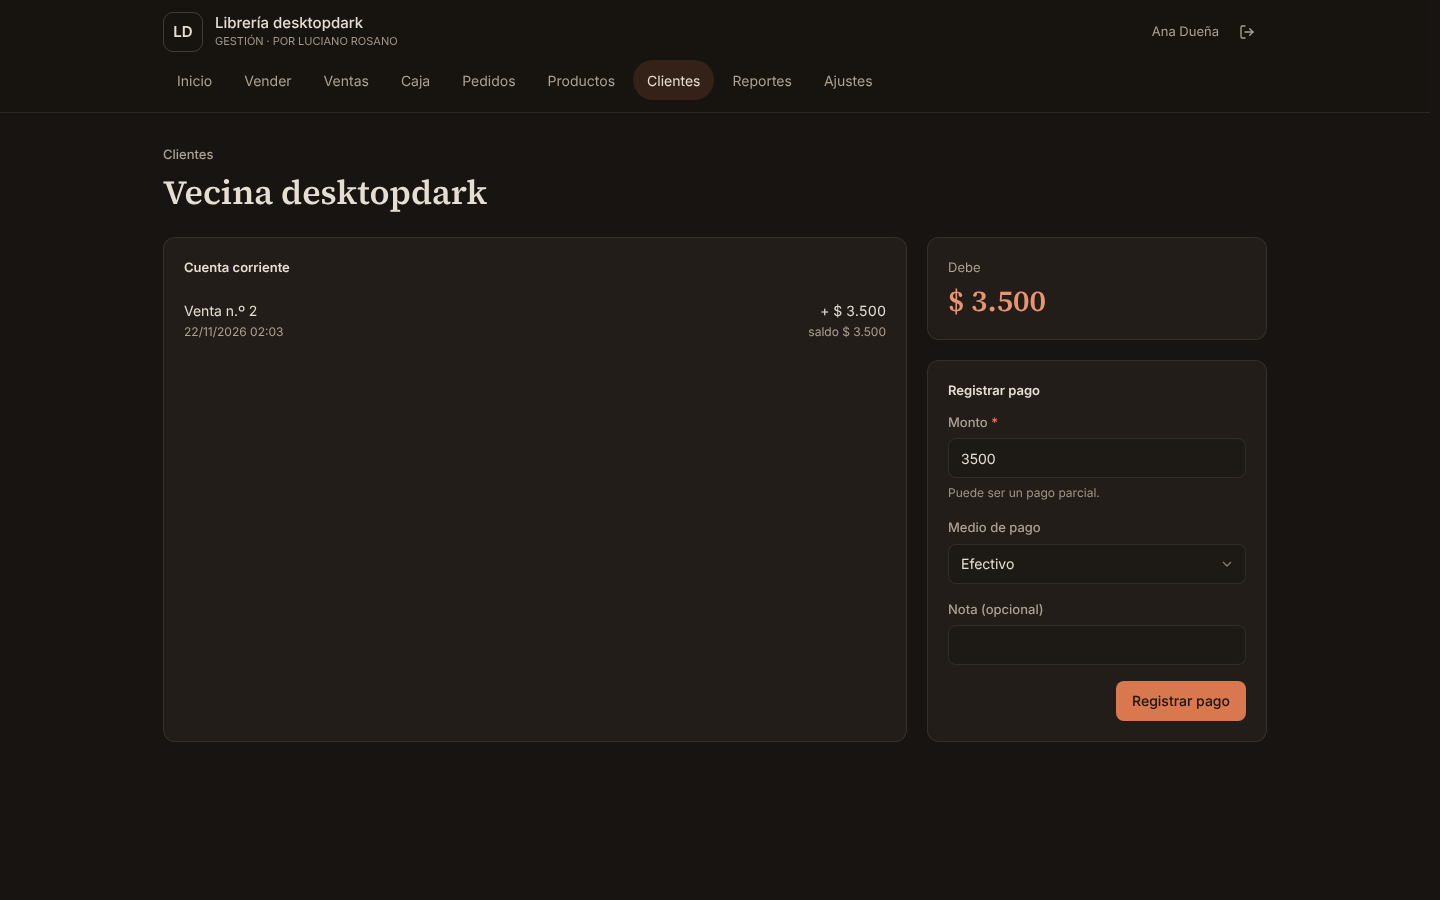 LD
Librería desktopdark
GESTIÓN · POR LUCIANO ROSANO
Ana Dueña
Inicio
Vender
Ventas
Caja
Pedidos
Productos
Clientes
Reportes
Ajustes
Clientes
Vecina desktopdark
Cuenta corriente
Venta n.º 2
+ $ 3.500
22/11/2026 02:03
saldo $ 3.500
Debe
$ 3.500
Registrar pago
Monto *
3500
Puede ser un pago parcial.
Medio de pago
Efectivo
Nota (opcional)
Registrar pago